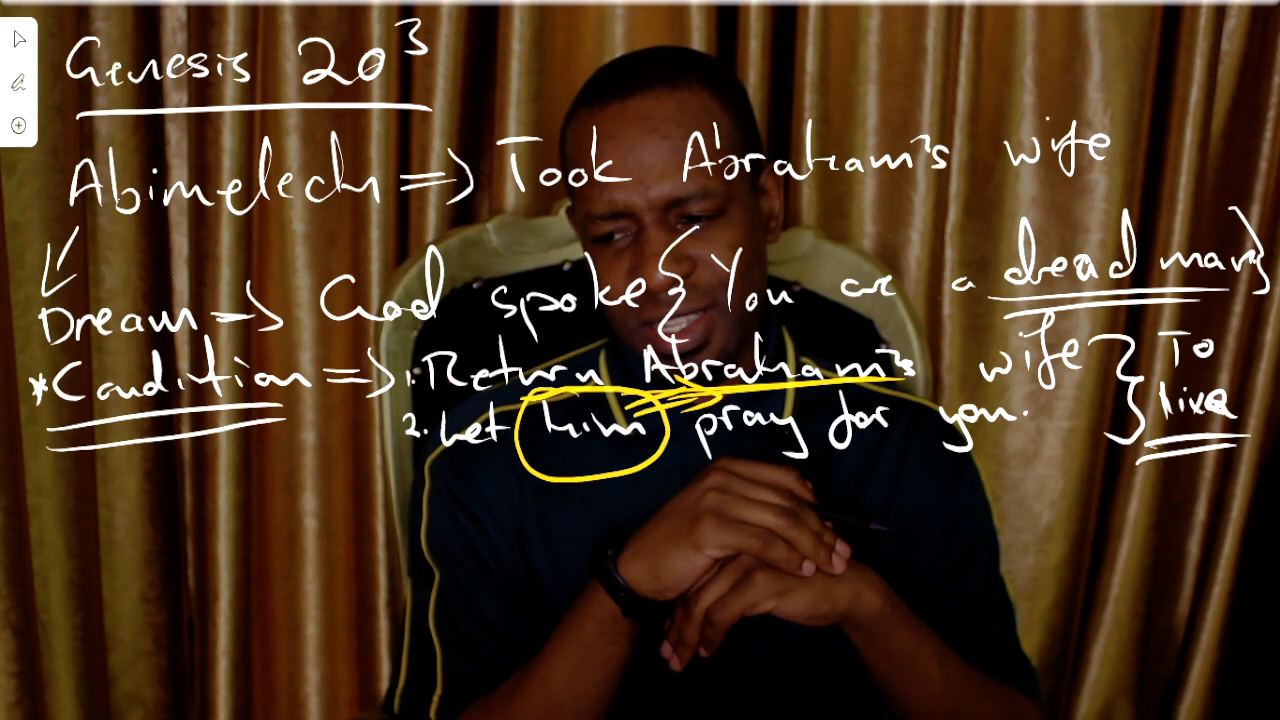 Genesis 20³
Abimelech => Took Abraham's wife
Dream => God spoke { You are a dead man }
*Condition => 1. Return Abraham's wife } To
2. Let him pray for you. } live